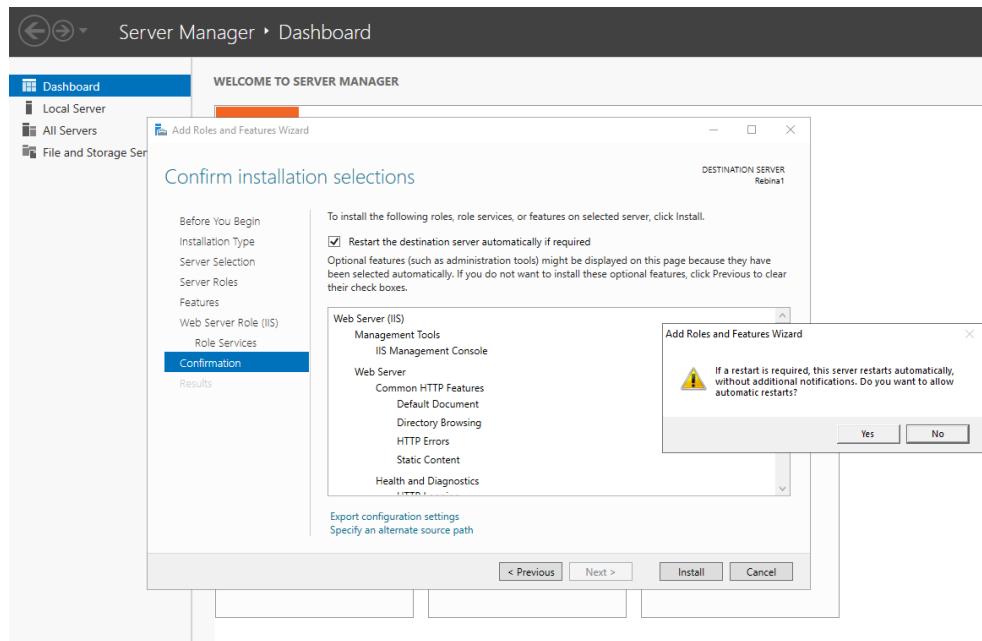 Server Manager ‣ Dashboard
Dashboard
Local Server
All Servers
File and Storage Ser
WELCOME TO SERVER MANAGER
Add Roles and Features Wizard
Confirm installation selections
DESTINATION SERVER
Rebina1
Before You Begin
Installation Type
Server Selection
Server Roles
Features
Web Server Role (IIS)
Role Services
Confirmation
Results
To install the following roles, role services, or features on selected server, click Install.
Restart the destination server automatically if required
Optional features (such as administration tools) might be displayed on this page because they have
been selected automatically. If you do not want to install these optional features, click Previous to clear
their check boxes.
Web Server (IIS)
Management Tools
IIS Management Console
Web Server
Common HTTP Features
Default Document
Directory Browsing
HTTP Errors
Static Content
Health and Diagnostics
Export configuration settings
Specify an alternate source path
< Previous
Next >
Install
Cancel
Add Roles and Features Wizard
If a restart is required, this server restarts automatically,
without additional notifications. Do you want to allow
automatic restarts?
Yes
No